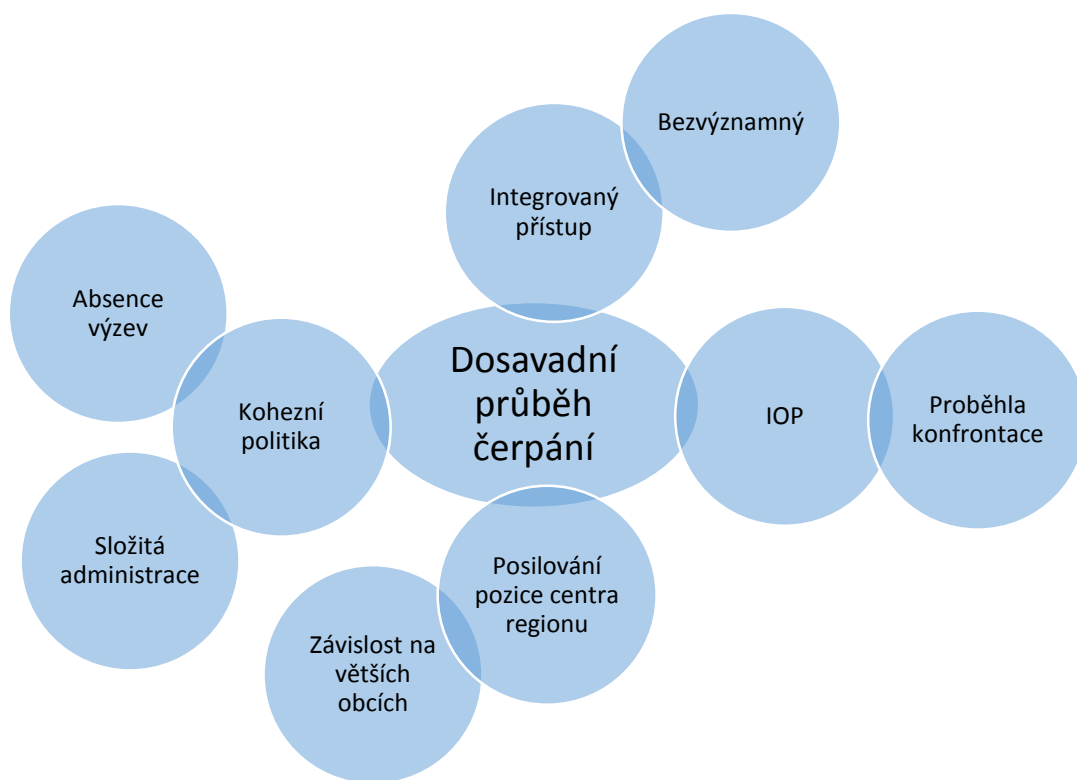 Bezvýznamný
Integrovaný
přístup
Absence
výzev
Dosavadní
průběh
čerpání
Kohezní
politika
IOP
Proběhla
konfrontace
Složitá
administrace
Posilování
pozice centra
regionu
Závislost na
větších
obcích